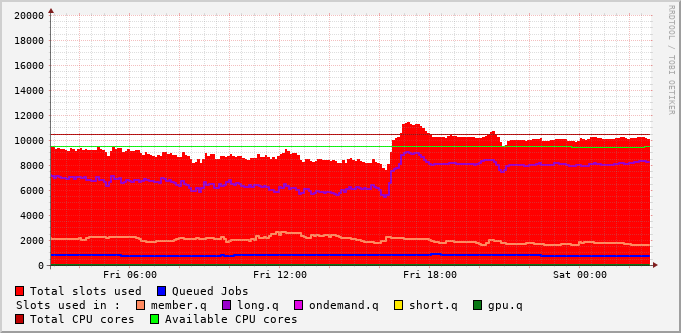 RRDTOOL / TOBI OETIKER
20000
18000
16000
14000
12000
10000
8000
6000
4000
2000
0
Fri 06:00 Fri 12:00 Fri 18:00 Sat 00:00
Total slots used Queued Jobs
Slots used in : member.q long.q ondemand.q short.q gpu.q
Total CPU cores Available CPU cores